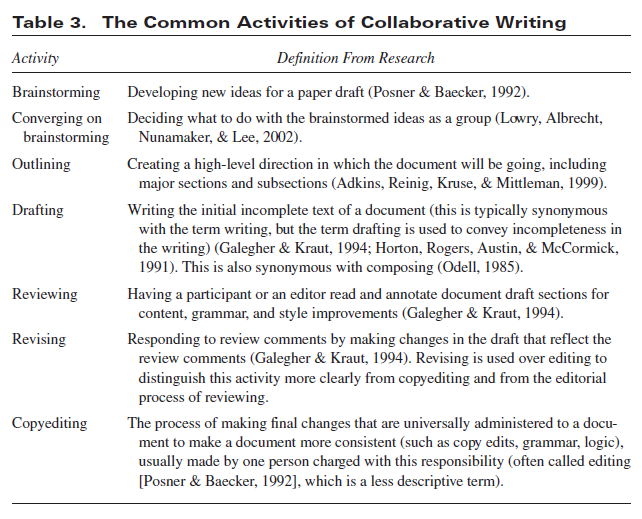 Table 3. The Common Activities of Collaborative Writing
Activity Definition From Research
Brainstorming Developing new ideas for a paper draft (Posner & Baecker, 1992).
Converging on Deciding what to do with the brainstormed ideas as a group (Lowry, Albrecht,
brainstorming Nunamaker, & Lee, 2002).
Outlining Creating a high-level direction in which the document will be going, including
major sections and subsections (Adkins, Reinig, Kruse, & Mittleman, 1999).
Drafting Writing the initial incomplete text of a document (this is typically synonymous
with the term writing, but the term drafting is used to convey incompleteness in
the writing) (Galegher & Kraut, 1994; Horton, Rogers, Austin, & McCormick,
1991). This is also synonymous with composing (Odell, 1985).
Reviewing Having a participant or an editor read and annotate document draft sections for
content, grammar, and style improvements (Galegher & Kraut, 1994).
Revising Responding to review comments by making changes in the draft that reflect the
review comments (Galegher & Kraut, 1994). Revising is used over editing to
distinguish this activity more clearly from copyediting and from the editorial
process of reviewing.
Copyediting The process of making final changes that are universally administered to a docu-
ment to make a document more consistent (such as copy edits, grammar, logic),
usually made by one person charged with this responsibility (often called editing
[Posner & Baecker, 1992], which is a less descriptive term).